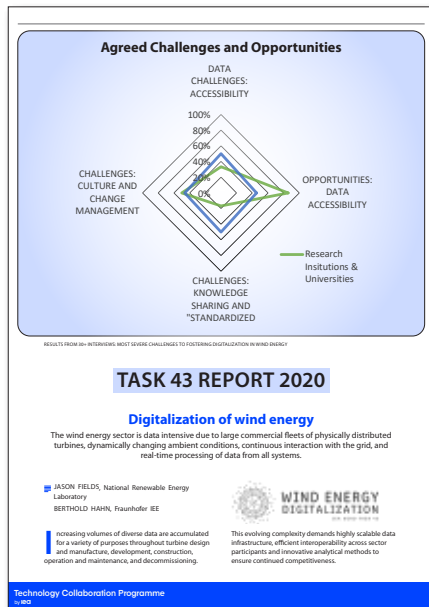 Agreed Challenges and Opportunities
DATA
CHALLENGES:
ACCESSIBILITY
100%
80%
60%
40%
20%
0%
CHALLENGES:
CULTURE AND
CHANGE
MANAGEMENT
OPPORTUNITIES:
DATA
ACCESSIBILITY
Research
Insitutions &
Universities
CHALLENGES:
KNOWLEDGE
SHARING AND
"STANDARDIZED
RESULTS FROM 30+ INTERVIEWS: MOST SEVERE CHALLENGES TO FOSTERING DIGITALIZATION IN WIND ENERGY
TASK 43 REPORT 2020
Digitalization of wind energy
The wind energy sector is data intensive due to large commercial fleets of physically distributed
turbines, dynamically changing ambient conditions, continuous interaction with the grid, and
real-time processing of data from all systems.
JASON FIELDS, National Renewable Energy
Laboratory
BERTHOLD HAHN, Fraunhofer IEE
WIND ENERGY
DIGITALIZATION
IEA WIND TASK 43
Increasing volumes of diverse data are accumulated
for a variety of purposes throughout turbine design
and manufacture, development, construction,
operation and maintenance, and decommissioning.
This evolving complexity demands highly scalable data
infrastructure, efficient interoperability across sector
participants and innovative analytical methods to
ensure continued competitiveness.
Technology Collaboration Programme
by iea